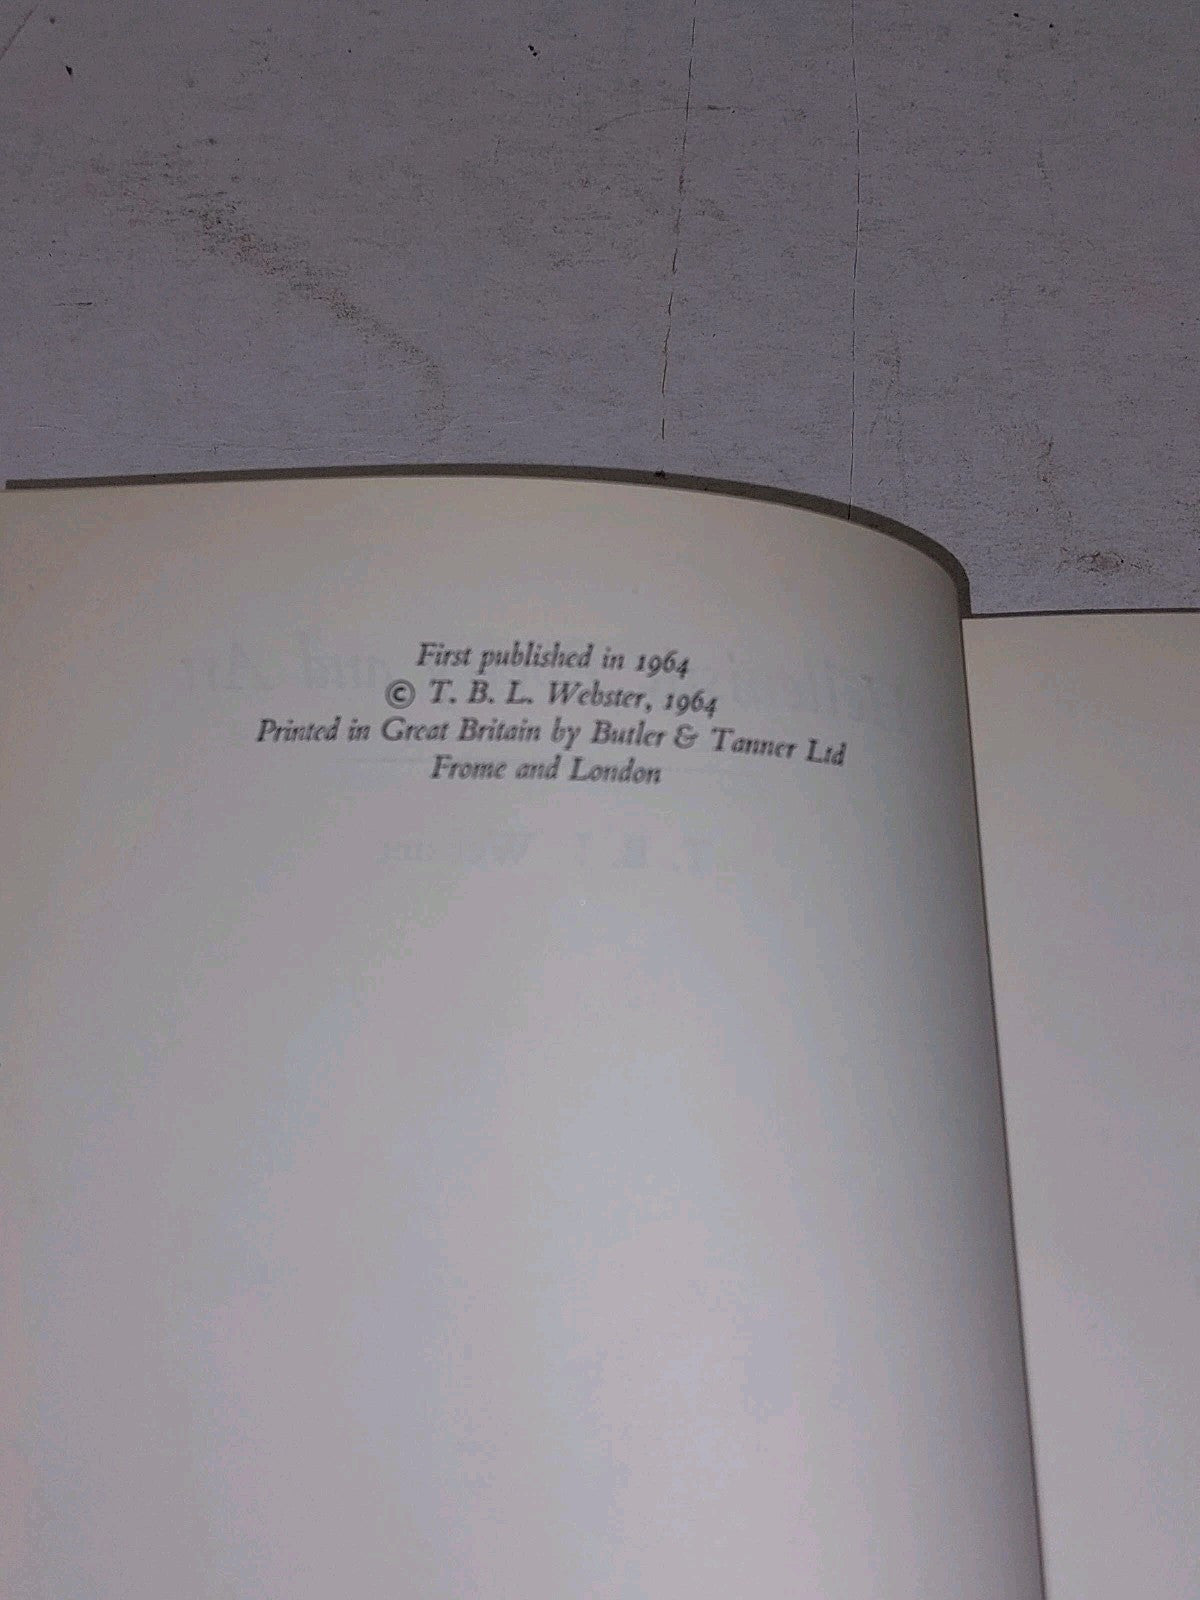 First published in 1964
© T. B. L. Webster, 1964
Printed in Great Britain by Butler & Tanner Ltd
Frome and London